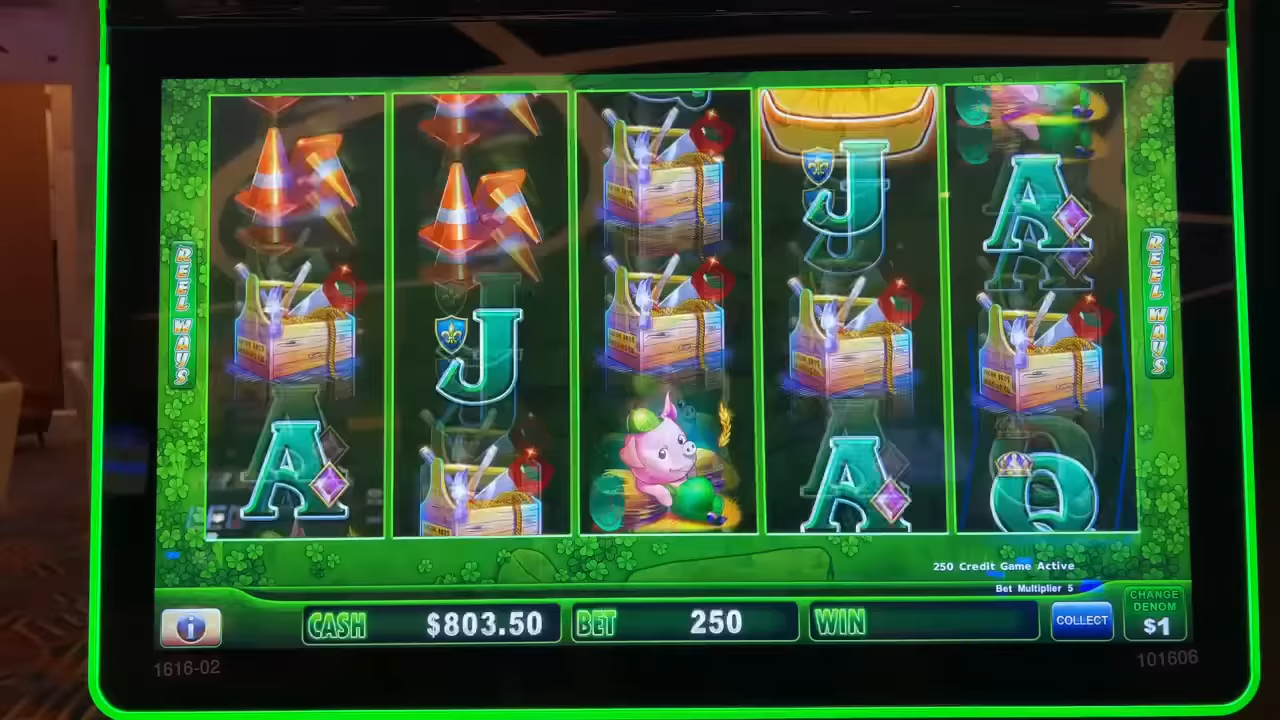 J
A
REEL WAYS
REEL WAYS
J
A
A
Q
250 Credit Game Active
Bet Multiplier 5
CASH $803.50 BET 250 WIN COLLECT
CHANGE
DENOM
$1
1616-02
101606